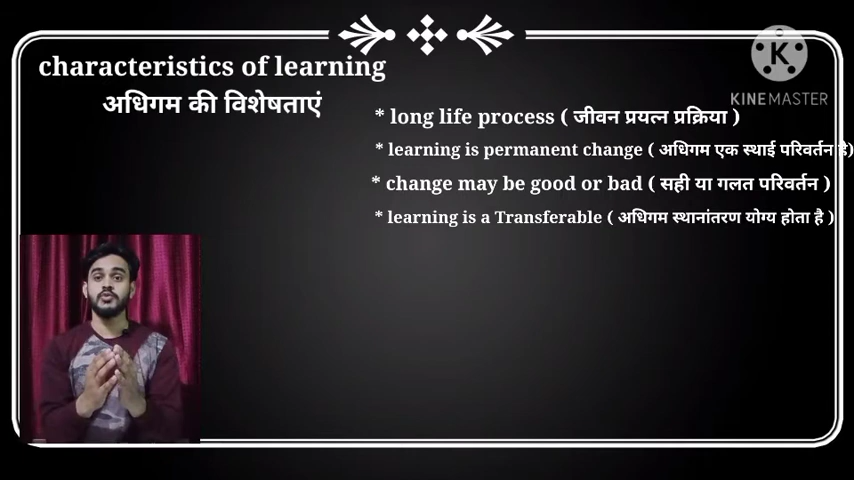 characteristics of learning
अधिगम की विशेषताएं
* long life process ( जीवन प्रयत्न प्रक्रिया )
* learning is permanent change ( अधिगम एक स्थाई परिवर्तन है)
* change may be good or bad ( सही या गलत परिवर्तन )
* learning is a Transferable ( अधिगम स्थानांतरण योग्य होता है )
K
KINEMASTER